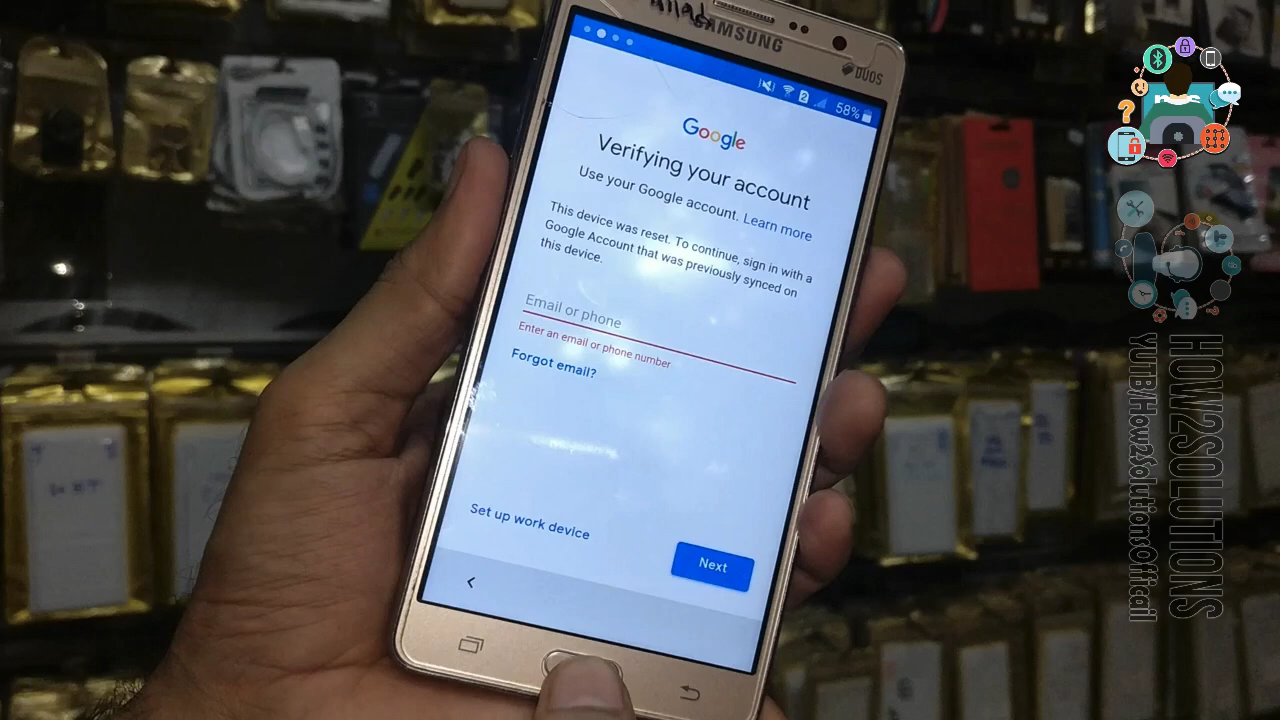 SAMSUNG
DUOS
2
58%
Google
Verifying your account
Use your Google account. Learn more
This device was reset. To continue, sign in with a
Google Account that was previously synced on
this device.
Email or phone
Enter an email or phone number
Forgot email?
Set up work device
Next
HOW2SOLUTIONS
YUTB/How2SolutionsOfficail